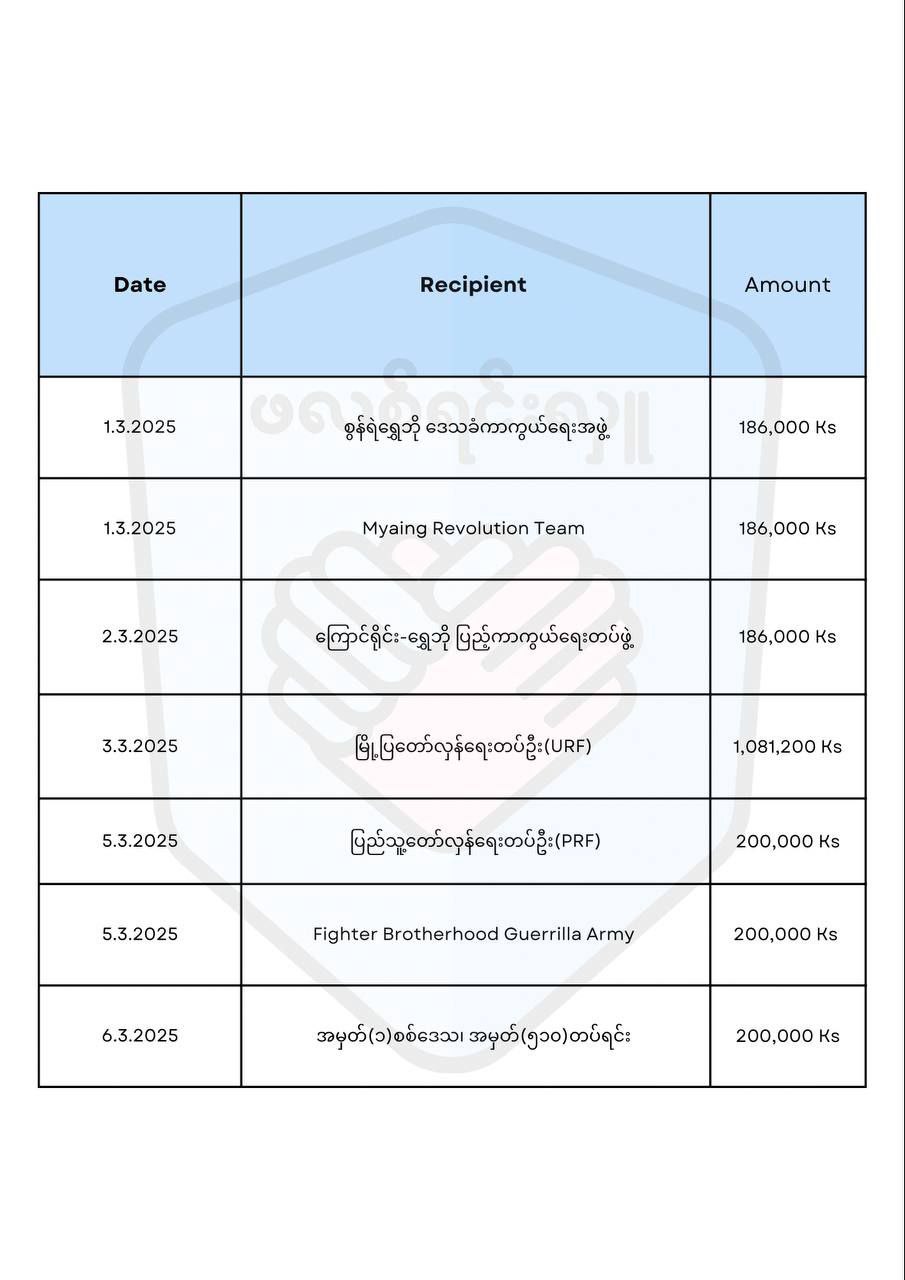 Date Recipient Amount
1.3.2025 စွန်ရဲရွှေဘို ဒေသခံကာကွယ်ရေးအဖွဲ့ 186,000 Ks
1.3.2025 Myaing Revolution Team 186,000 Ks
2.3.2025 ကြောင်ရိုင်း-ရွှေဘို ပြည့်ကာကွယ်ရေးတပ်ဖွဲ့ 186,000 Ks
3.3.2025 မြို့ပြတော်လှန်ရေးတပ်ဦး(URF) 1,081,200 Ks
5.3.2025 ပြည်သူ့တော်လှန်ရေးတပ်ဦး(PRF) 200,000 Ks
5.3.2025 Fighter Brotherhood Guerrilla Army 200,000 Ks
6.3.2025 အမှတ်(၁)စစ်ဒေသ၊ အမှတ်(၅၁၀)တပ်ရင်း 200,000 Ks
ဖလစ်ရင်းလှူ